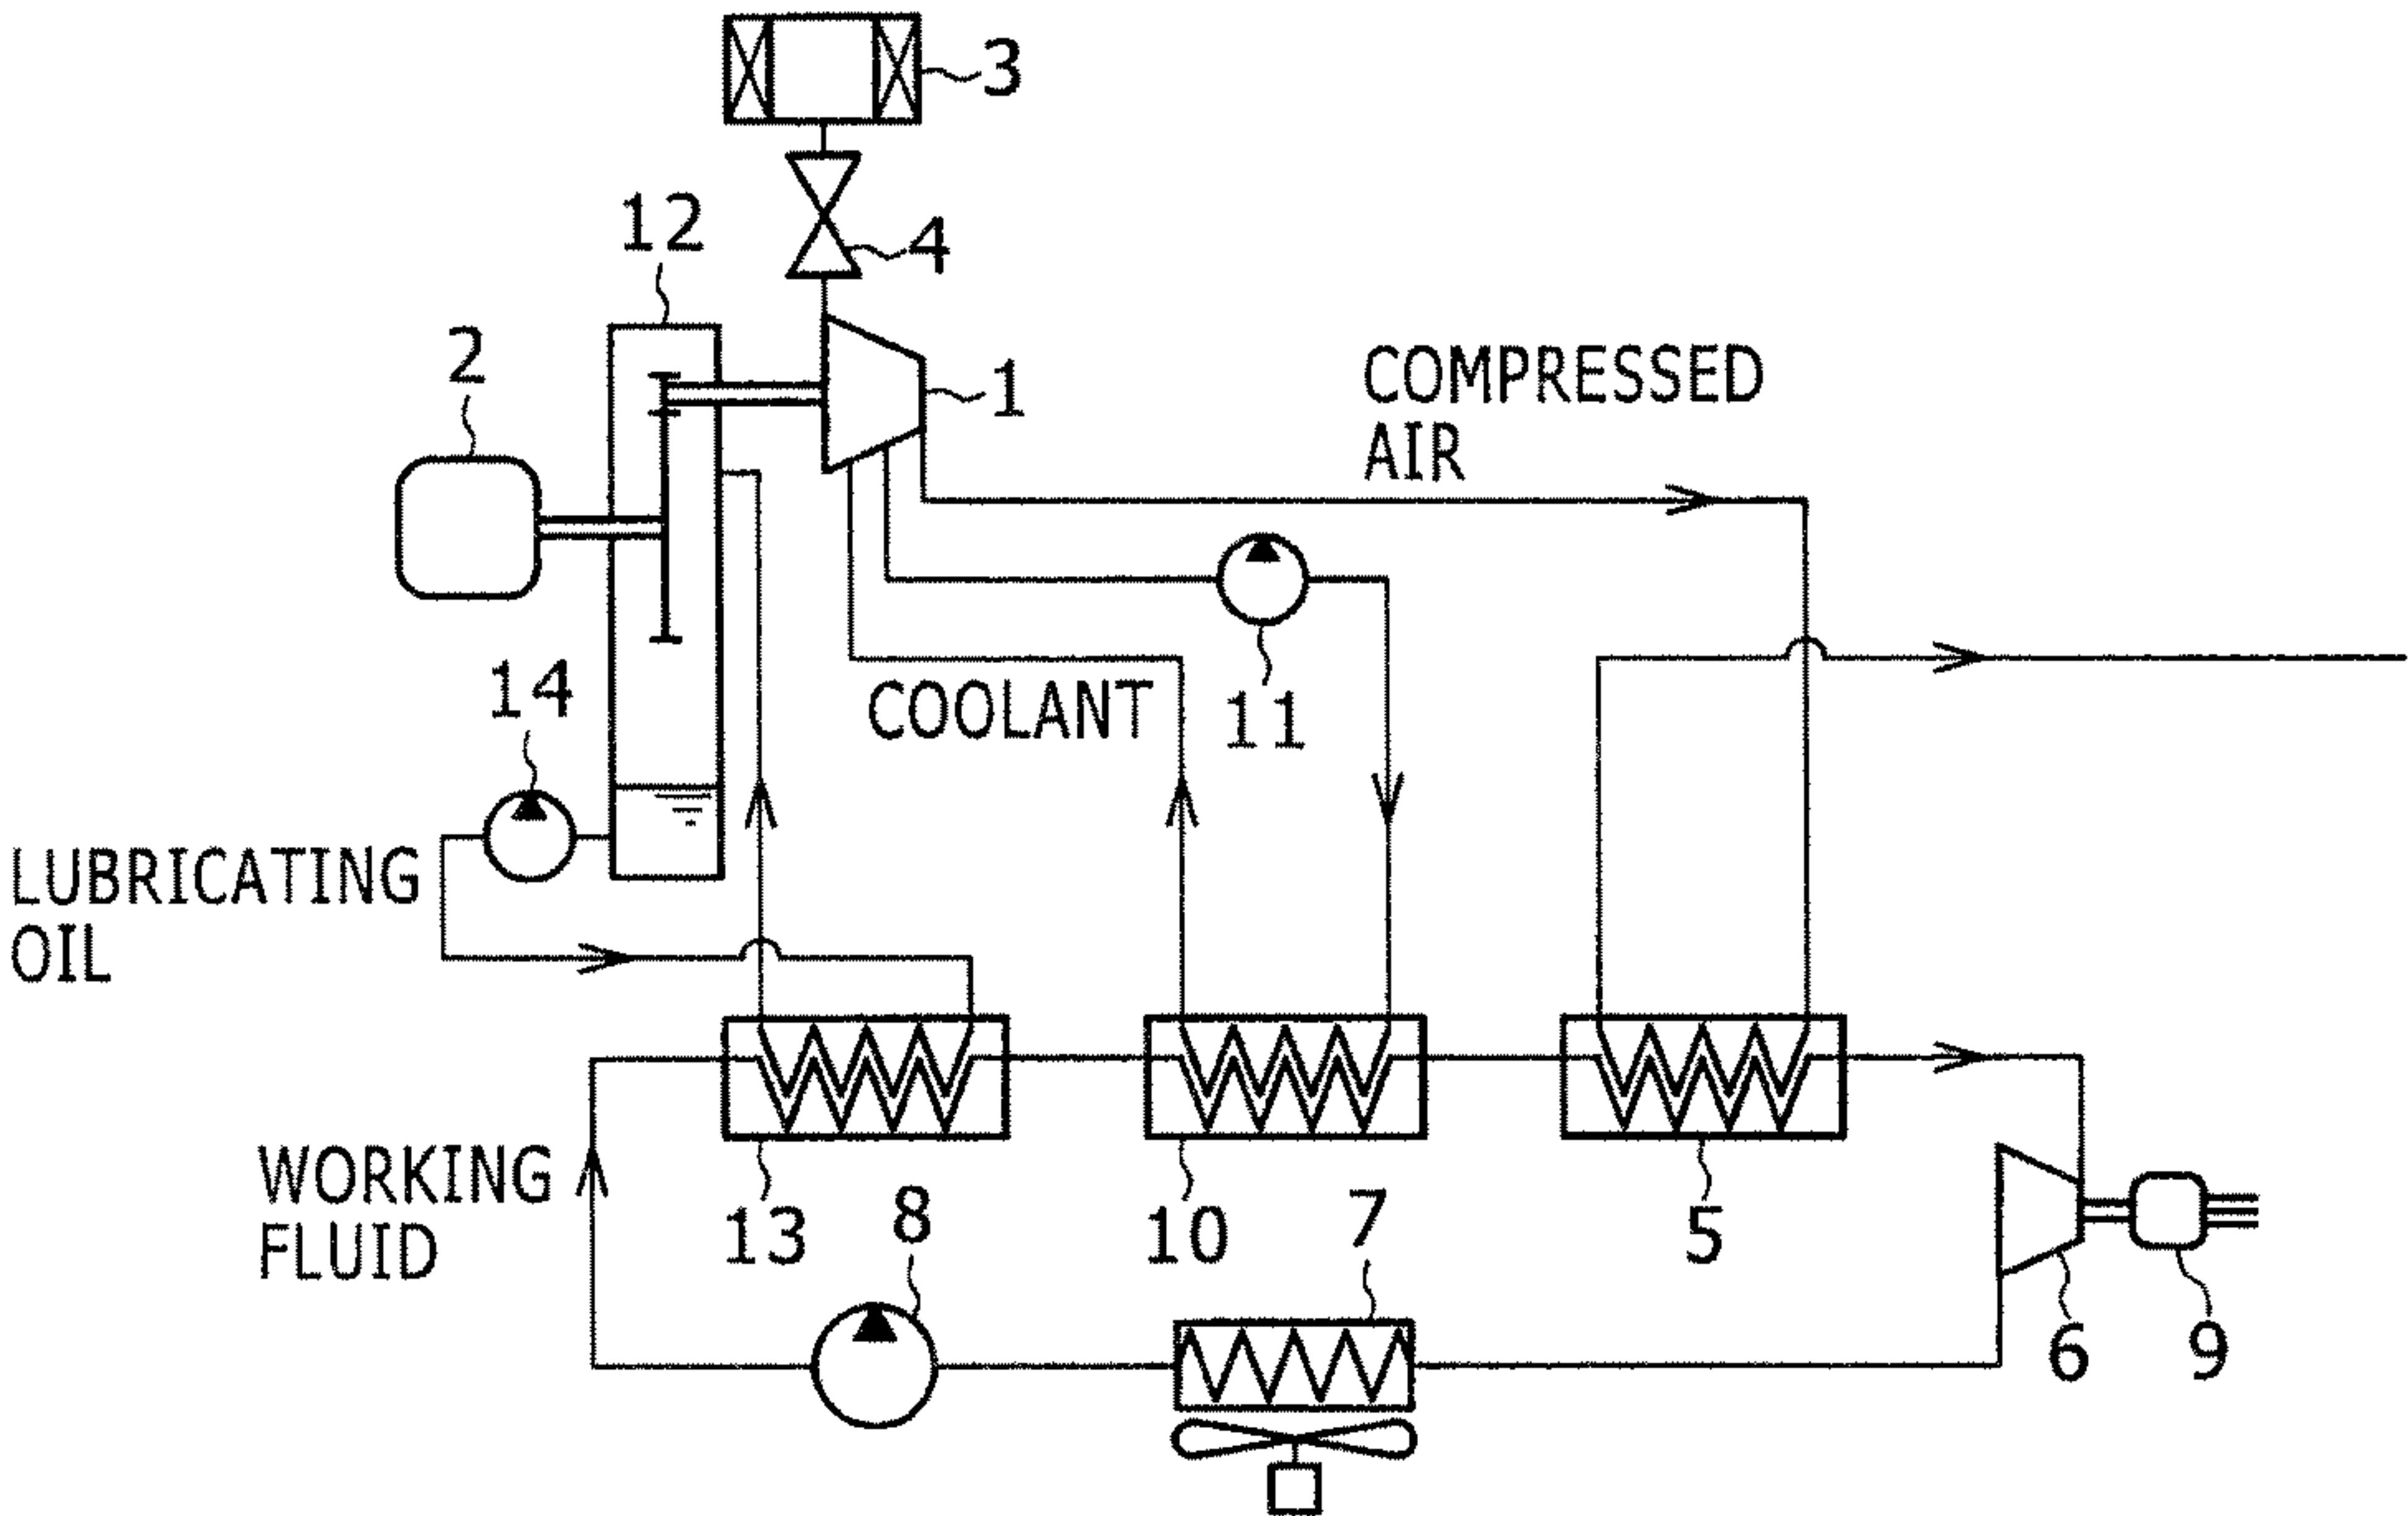 3
12
4
2
1
COMPRESSED
AIR
14
COOLANT
11
LUBRICATING
OIL
WORKING
FLUID
13
8
10
7
5
6
9